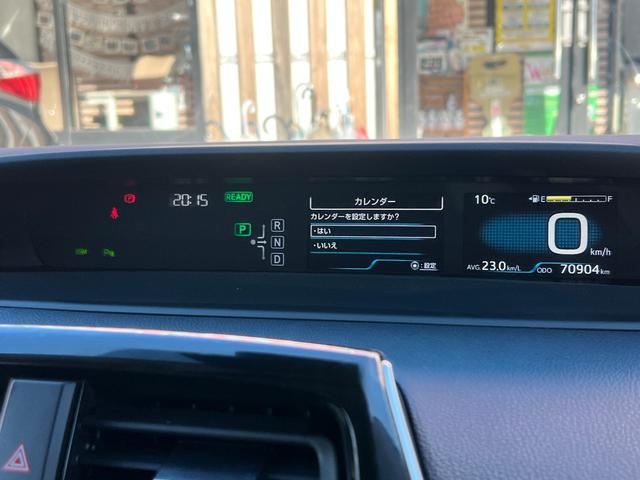 20:15
READY
P
R
N
D
カレンダー
カレンダーを設定しますか?
・はい
・いいえ
:設定
10℃
E F
0
km/h
AVG. 23.0 km/L
ODO 70904 km